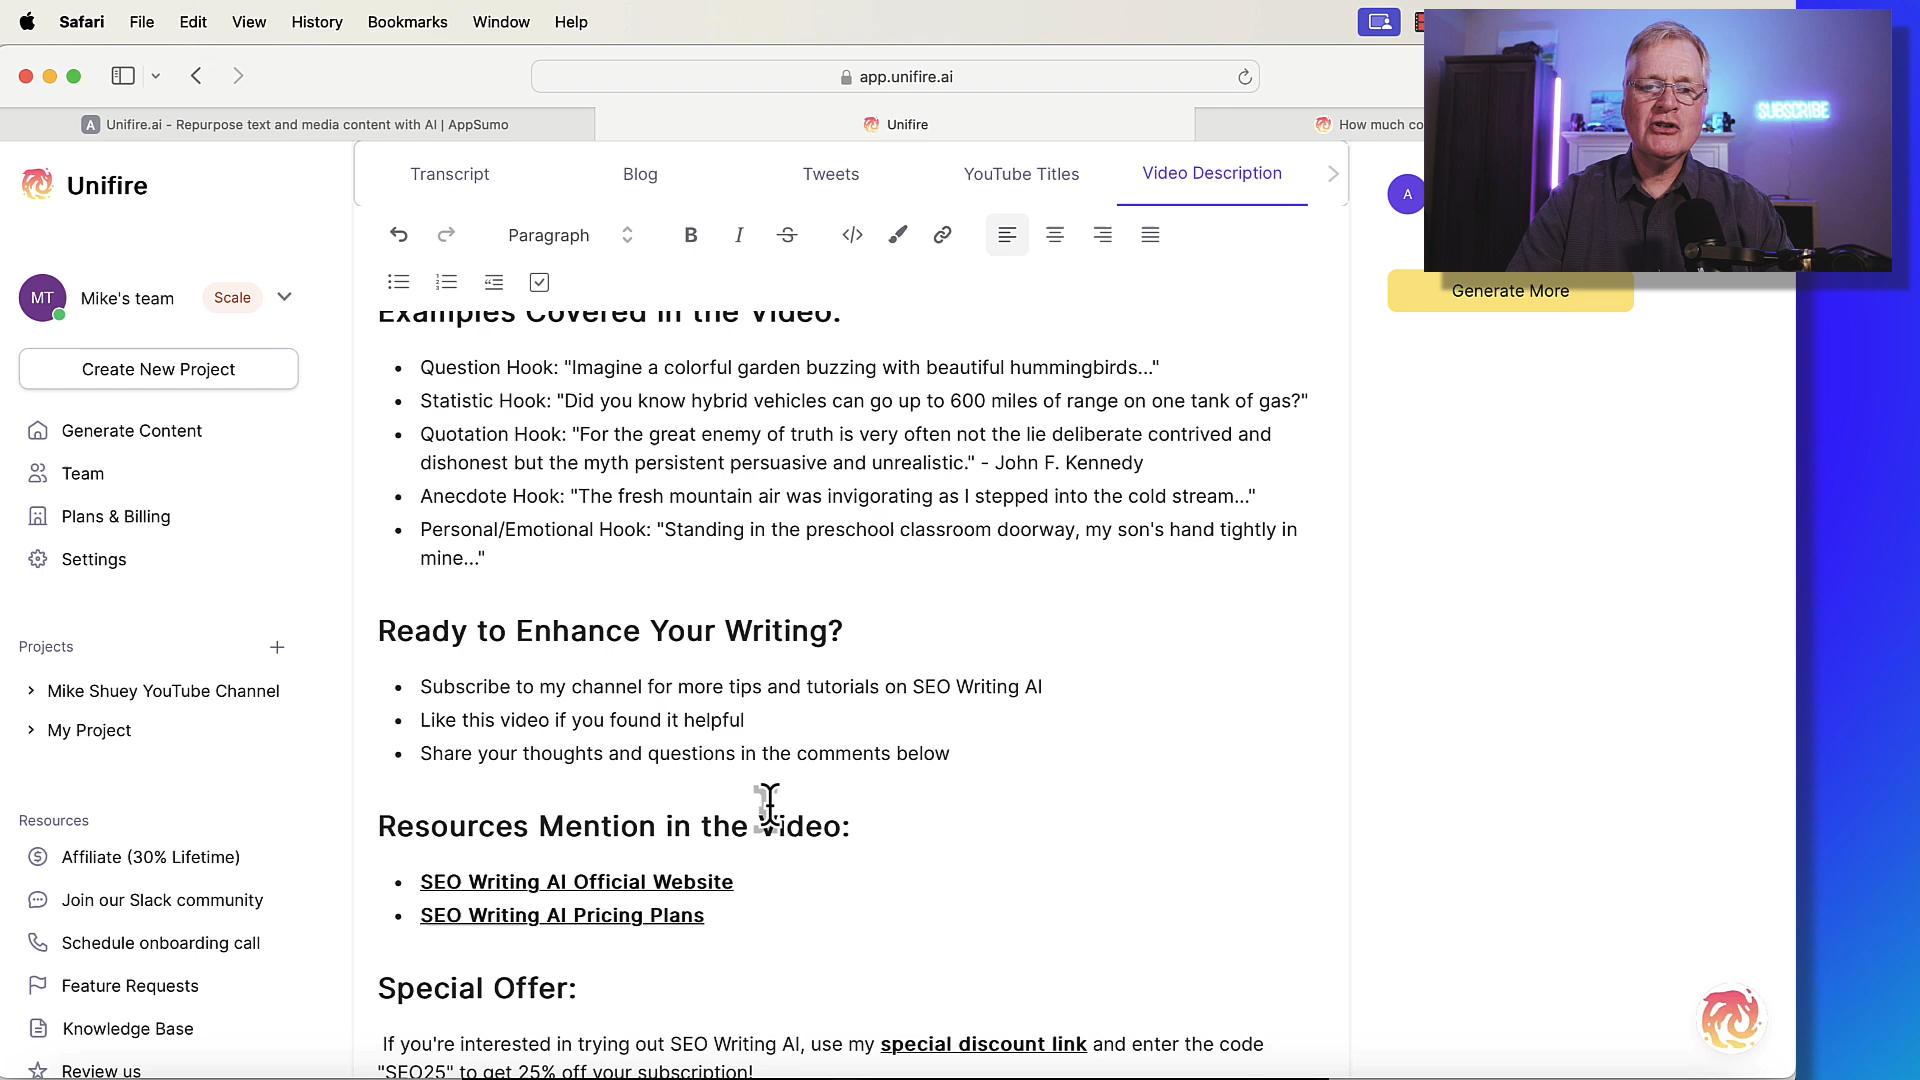 Safari File Edit View History Bookmarks Window Help
app.unifire.ai
A Unifire.ai - Repurpose text and media content with AI | AppSumo
Unifire
How much co
SUBSCRIBE
Unifire
Transcript Blog Tweets YouTube Titles Video Description
A
Paragraph
B I S
MT Mike's team Scale
Generate More
Create New Project
Generate Content
Team
Plans & Billing
Settings
Projects
Mike Shuey YouTube Channel
My Project
Resources
Affiliate (30% Lifetime)
Join our Slack community
Schedule onboarding call
Feature Requests
Knowledge Base
Review us
Examples Covered in the Video:
Question Hook: "Imagine a colorful garden buzzing with beautiful hummingbirds..."
Statistic Hook: "Did you know hybrid vehicles can go up to 600 miles of range on one tank of gas?"
Quotation Hook: "For the great enemy of truth is very often not the lie deliberate contrived and
dishonest but the myth persistent persuasive and unrealistic." - John F. Kennedy
Anecdote Hook: "The fresh mountain air was invigorating as I stepped into the cold stream..."
Personal/Emotional Hook: "Standing in the preschool classroom doorway, my son's hand tightly in
mine..."
Ready to Enhance Your Writing?
Subscribe to my channel for more tips and tutorials on SEO Writing AI
Like this video if you found it helpful
Share your thoughts and questions in the comments below
Resources Mention in the Video:
SEO Writing AI Official Website
SEO Writing AI Pricing Plans
Special Offer:
If you're interested in trying out SEO Writing AI, use my special discount link and enter the code
"SEO25" to get 25% off your subscription!